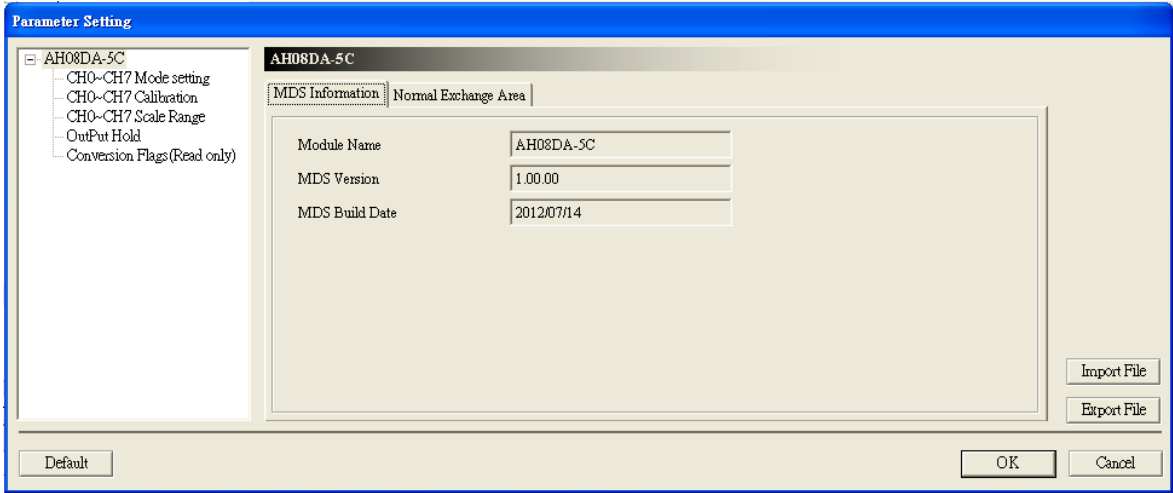 Parameter Setting
AH08DA-5C
CH0~CH7 Mode setting
CH0~CH7 Calibration
CH0~CH7 Scale Range
OutPut Hold
Conversion Flags(Read only)
AH08DA-5C
MDS Information Normal Exchange Area
Module Name AH08DA-5C
MDS Version 1.00.00
MDS Build Date 2012/07/14
Import File
Export File
Default OK Cancel